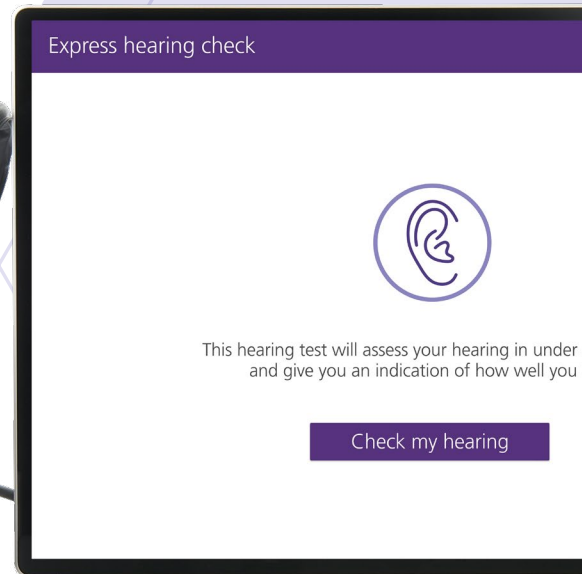 Express hearing check
This hearing test will assess your hearing in under
and give you an indication of how well you
Check my hearing